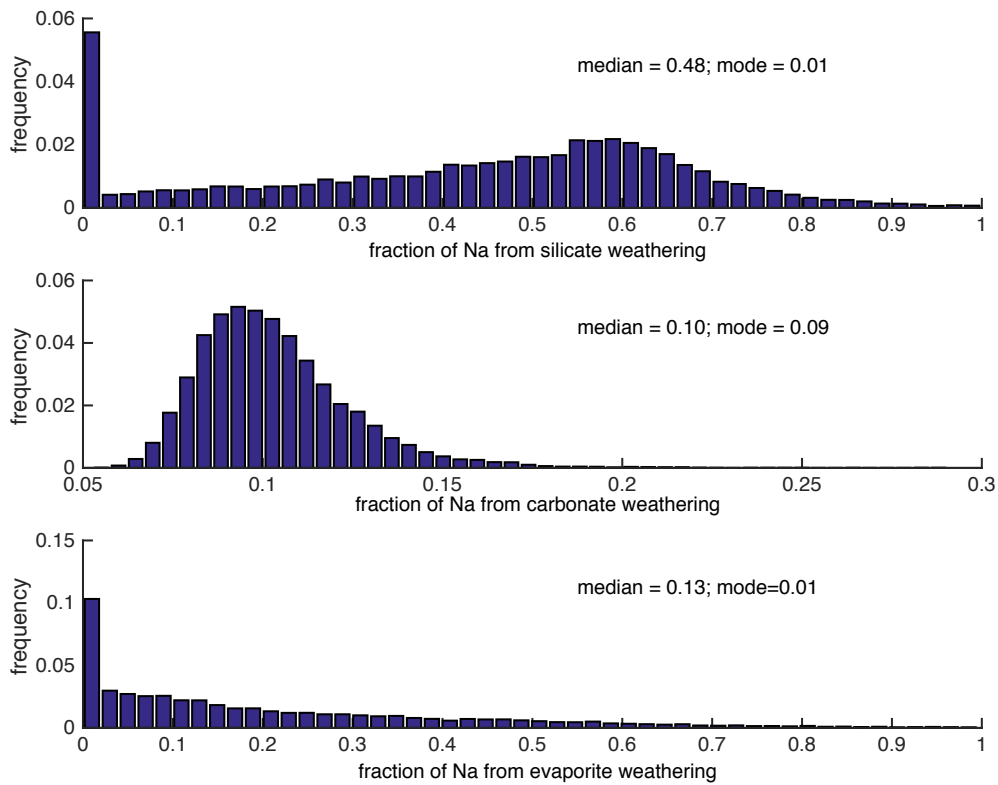 0.06
0.04
0.02
0
frequency
median = 0.48; mode = 0.01
0 0.1 0.2 0.3 0.4 0.5 0.6 0.7 0.8 0.9 1
fraction of Na from silicate weathering
0.06
0.04
0.02
0
frequency
median = 0.10; mode = 0.09
0.05 0.1 0.15 0.2 0.25 0.3
fraction of Na from carbonate weathering
0.15
0.1
0.05
0
frequency
median = 0.13; mode=0.01
0 0.1 0.2 0.3 0.4 0.5 0.6 0.7 0.8 0.9 1
fraction of Na from evaporite weathering